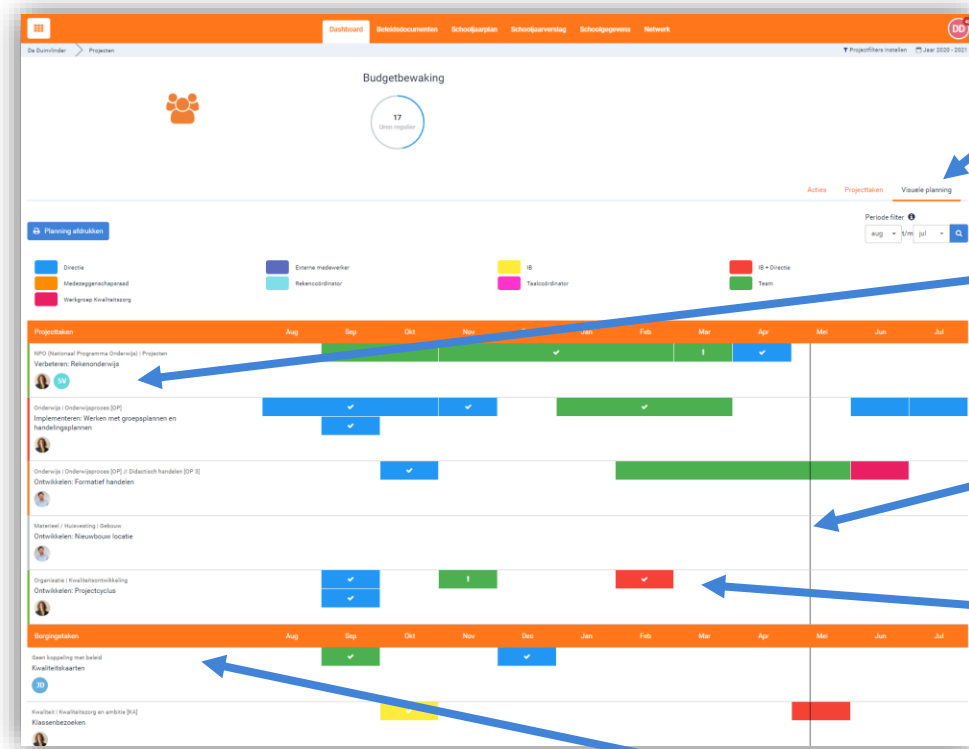 Dashboard Beleidsdocumenten Schooljaarplan Schooljaarverslag Schoolgegevens Netwerk
DD
De Duinvlinder Projecten Projectfilters instellen Jaar 2020 - 2021
Budgetbewaking
17
Uren regulier
Acties Projecttaken Visuele planning
Planning afdrukken
Periode filter
aug t/m jul
Directie Externe medewerker IB IB + Directie
Medezeggenschapsraad Rekencoördinator Taalcoördinator Team
Werkgroep Kwaliteitszorg
Projecttaken Aug Sep Okt Nov Dec Jan Feb Mar Apr Mei Jun Jul
NPO (Nationaal Programma Onderwijs) | Projecten
Verbeteren: Rekenonderwijs
SV
Onderwijs | Onderwijsproces [OP]
Implementeren: Werken met groepsplannen en
handelingsplannen
Onderwijs | Onderwijsproces [OP] // Didactisch handelen [OP 3]
Ontwikkelen: Formatief handelen
Materieel / Huisvesting | Gebouw
Ontwikkelen: Nieuwbouw locatie
Organisatie | Kwaliteitsontwikkeling
Ontwikkelen: Projectcyclus
Borgingstaken Aug Sep Okt Nov Dec Jan Feb Mar Apr Mei Jun Jul
Geen koppeling met beleid
Kwaliteitskaarten
JD
Kwaliteit | Kwaliteitszorg en ambitie [KA]
Klassenbezoeken